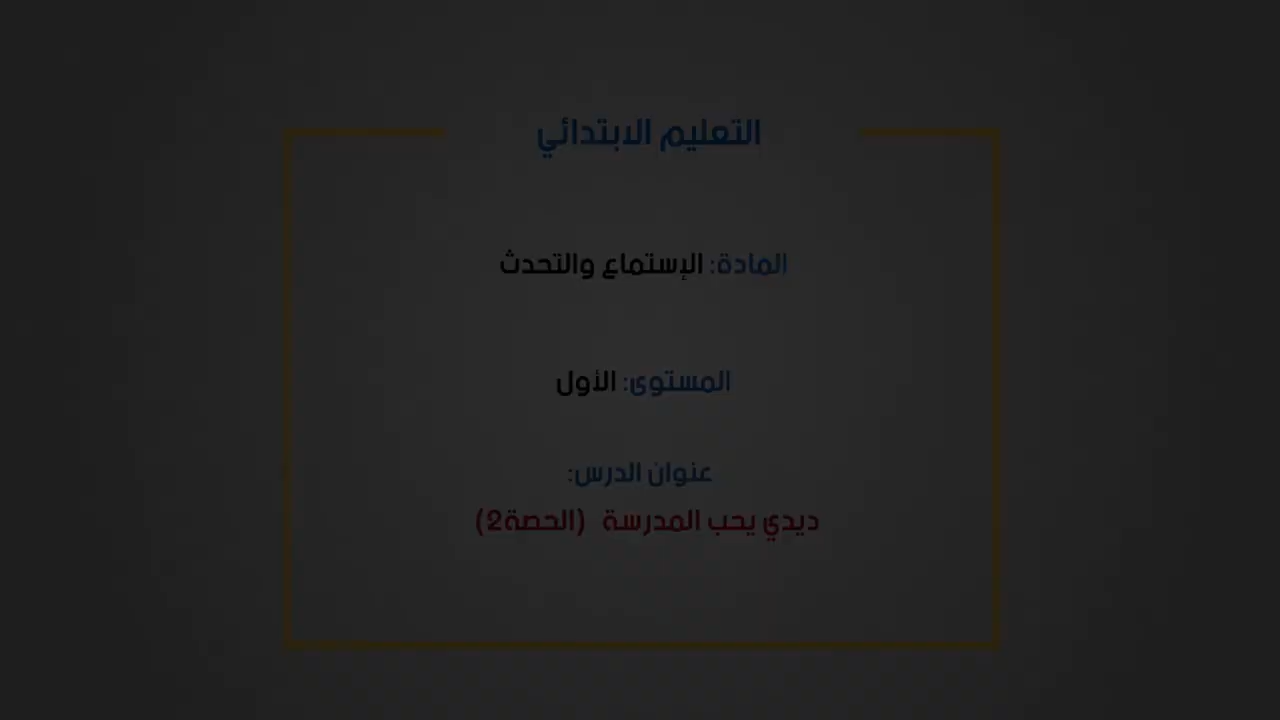 التعليم الابتدائي
المادة: الإستماع والتحدث
المستوى: الأول
عنوان الدرس:
ديدي يحب المدرسة (الحصة2)